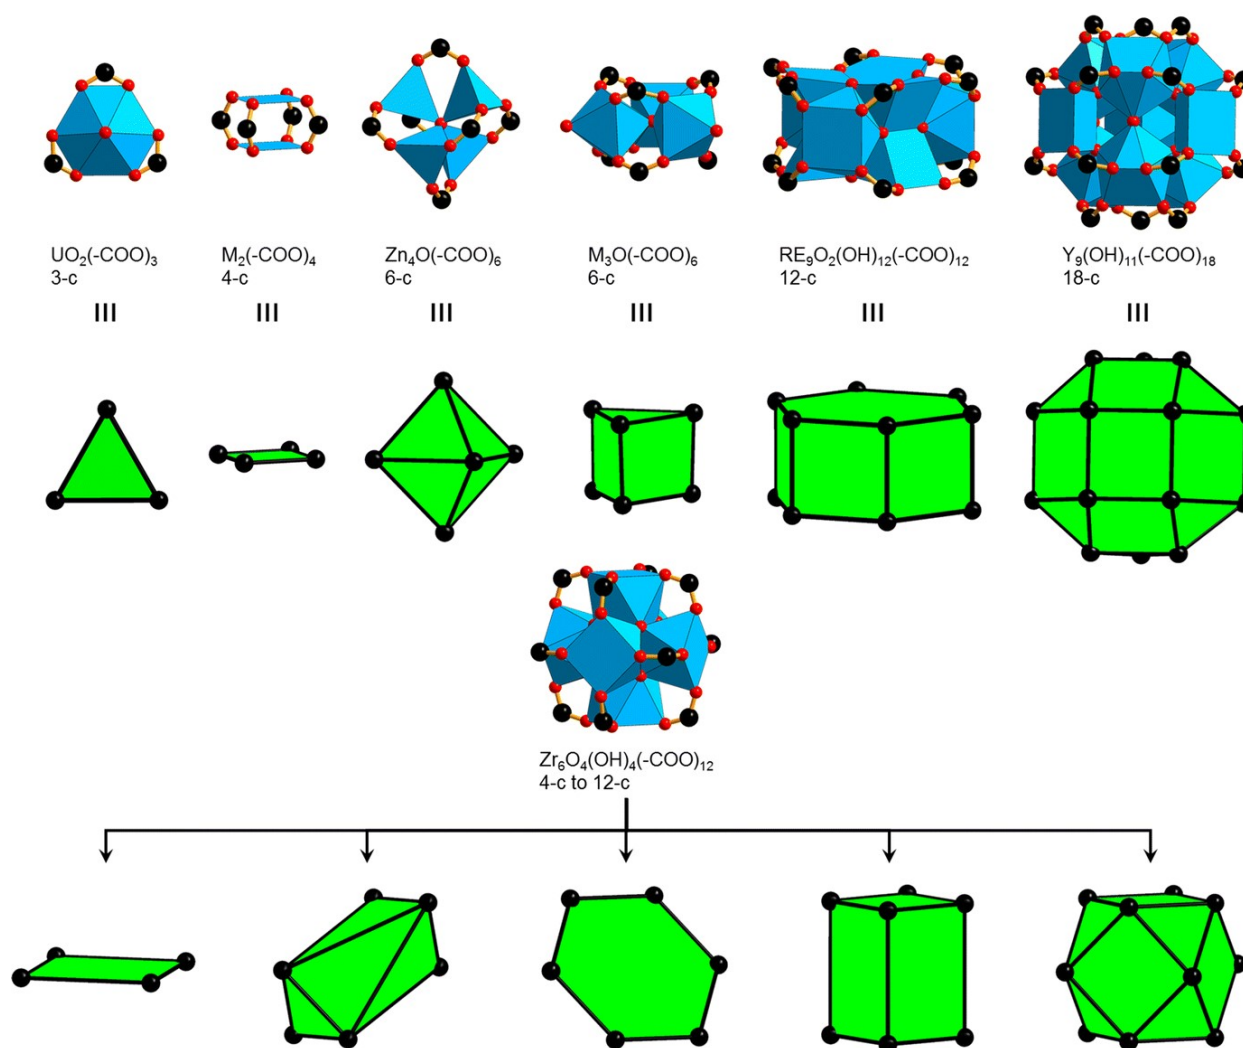 UO₂(-COO)₃
3-c
M₂(-COO)₄
4-c
Zn₄O(-COO)₆
6-c
M₃O(-COO)₆
6-c
RE₉O₂(OH)₁₂(-COO)₁₂
12-c
Y₉(OH)₁₁(-COO)₁₈
18-c
Zr₆O₄(OH)₄(-COO)₁₂
4-c to 12-c